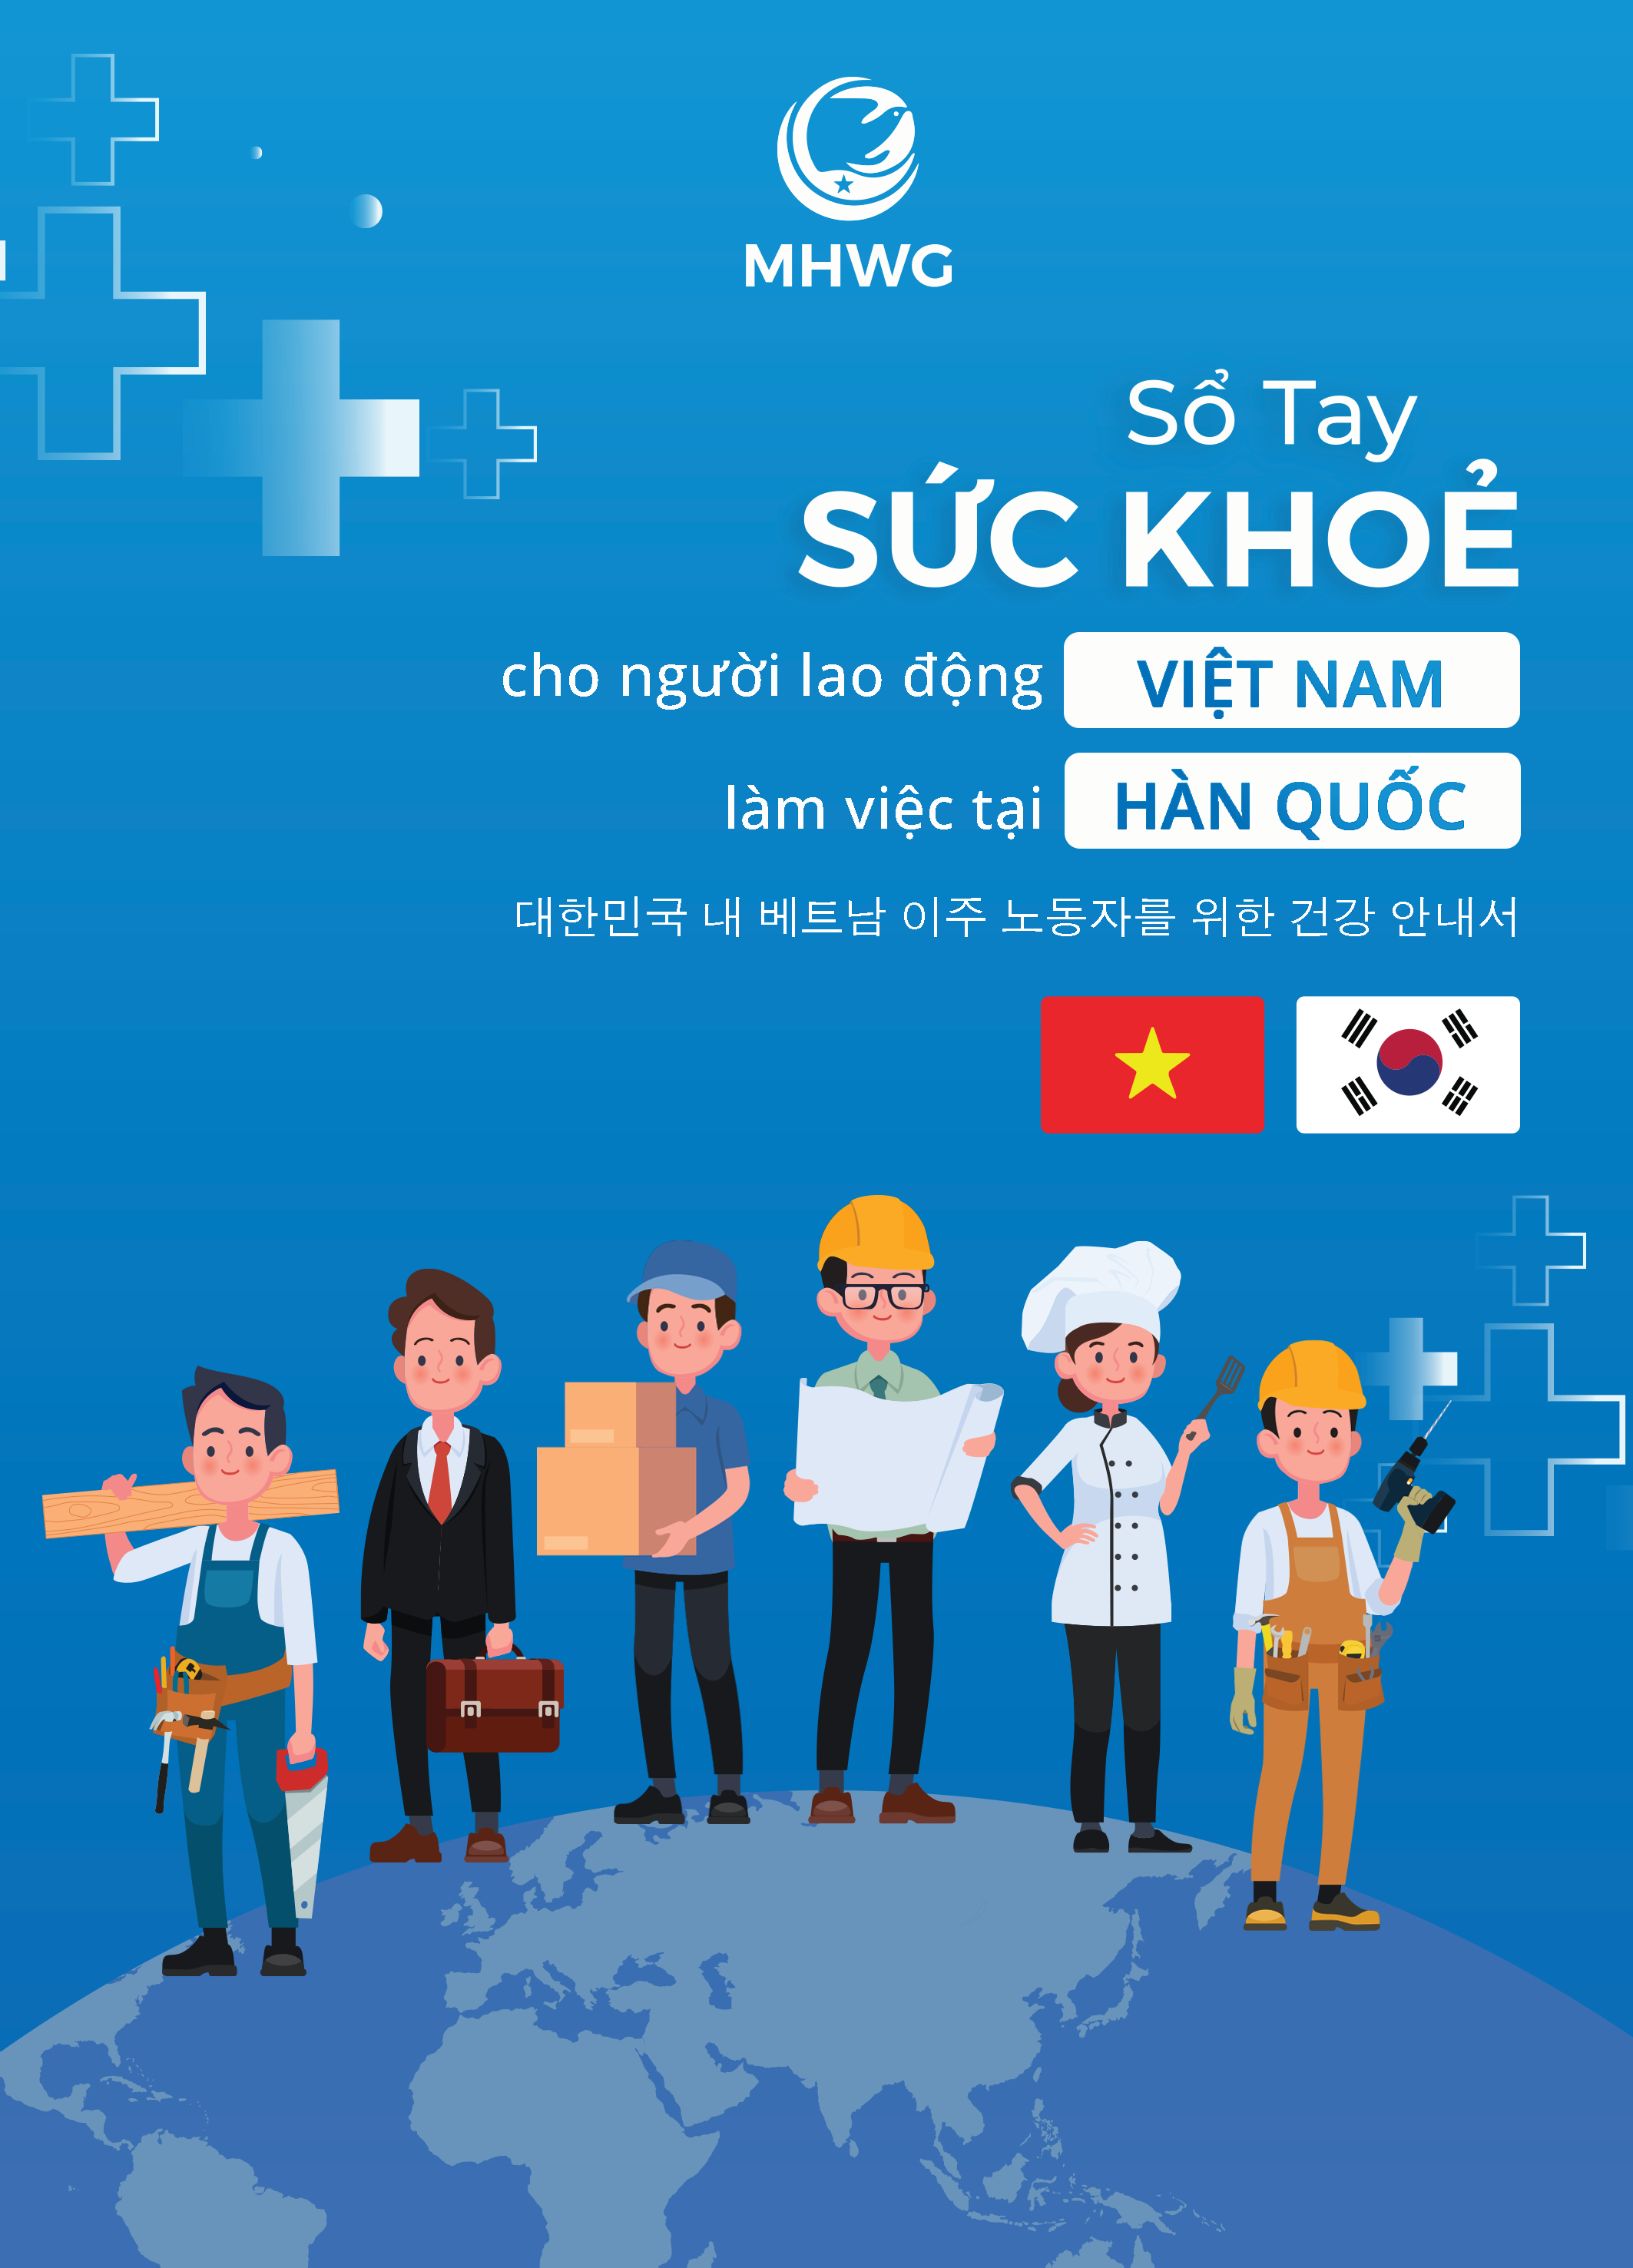 MHWG
Sổ Tay
SỨC KHOẺ
cho người lao động VIỆT NAM
làm việc tại HÀN QUỐC
대한민국 내 베트남 이주 노동자를 위한 건강 안내서